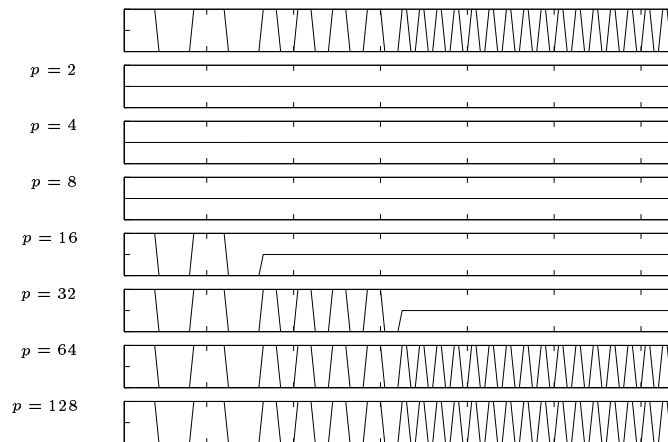 p = 2
p = 4
p = 8
p = 16
p = 32
p = 64
p = 128